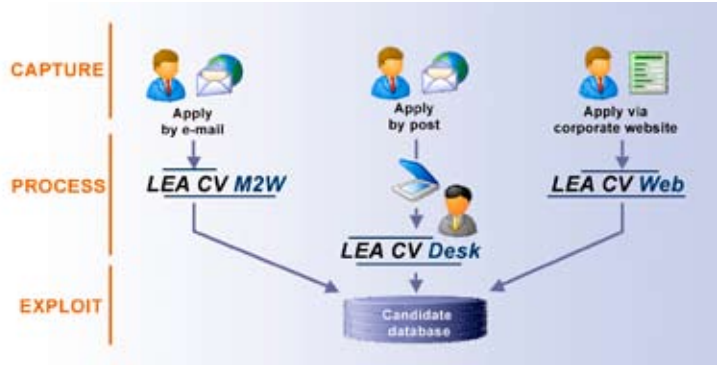 CAPTURE
Apply
by e-mail
Apply
by post
Apply via
corporate website
PROCESS
LEA CV M2W
LEA CV Web
LEA CV Desk
EXPLOIT
Candidate
database